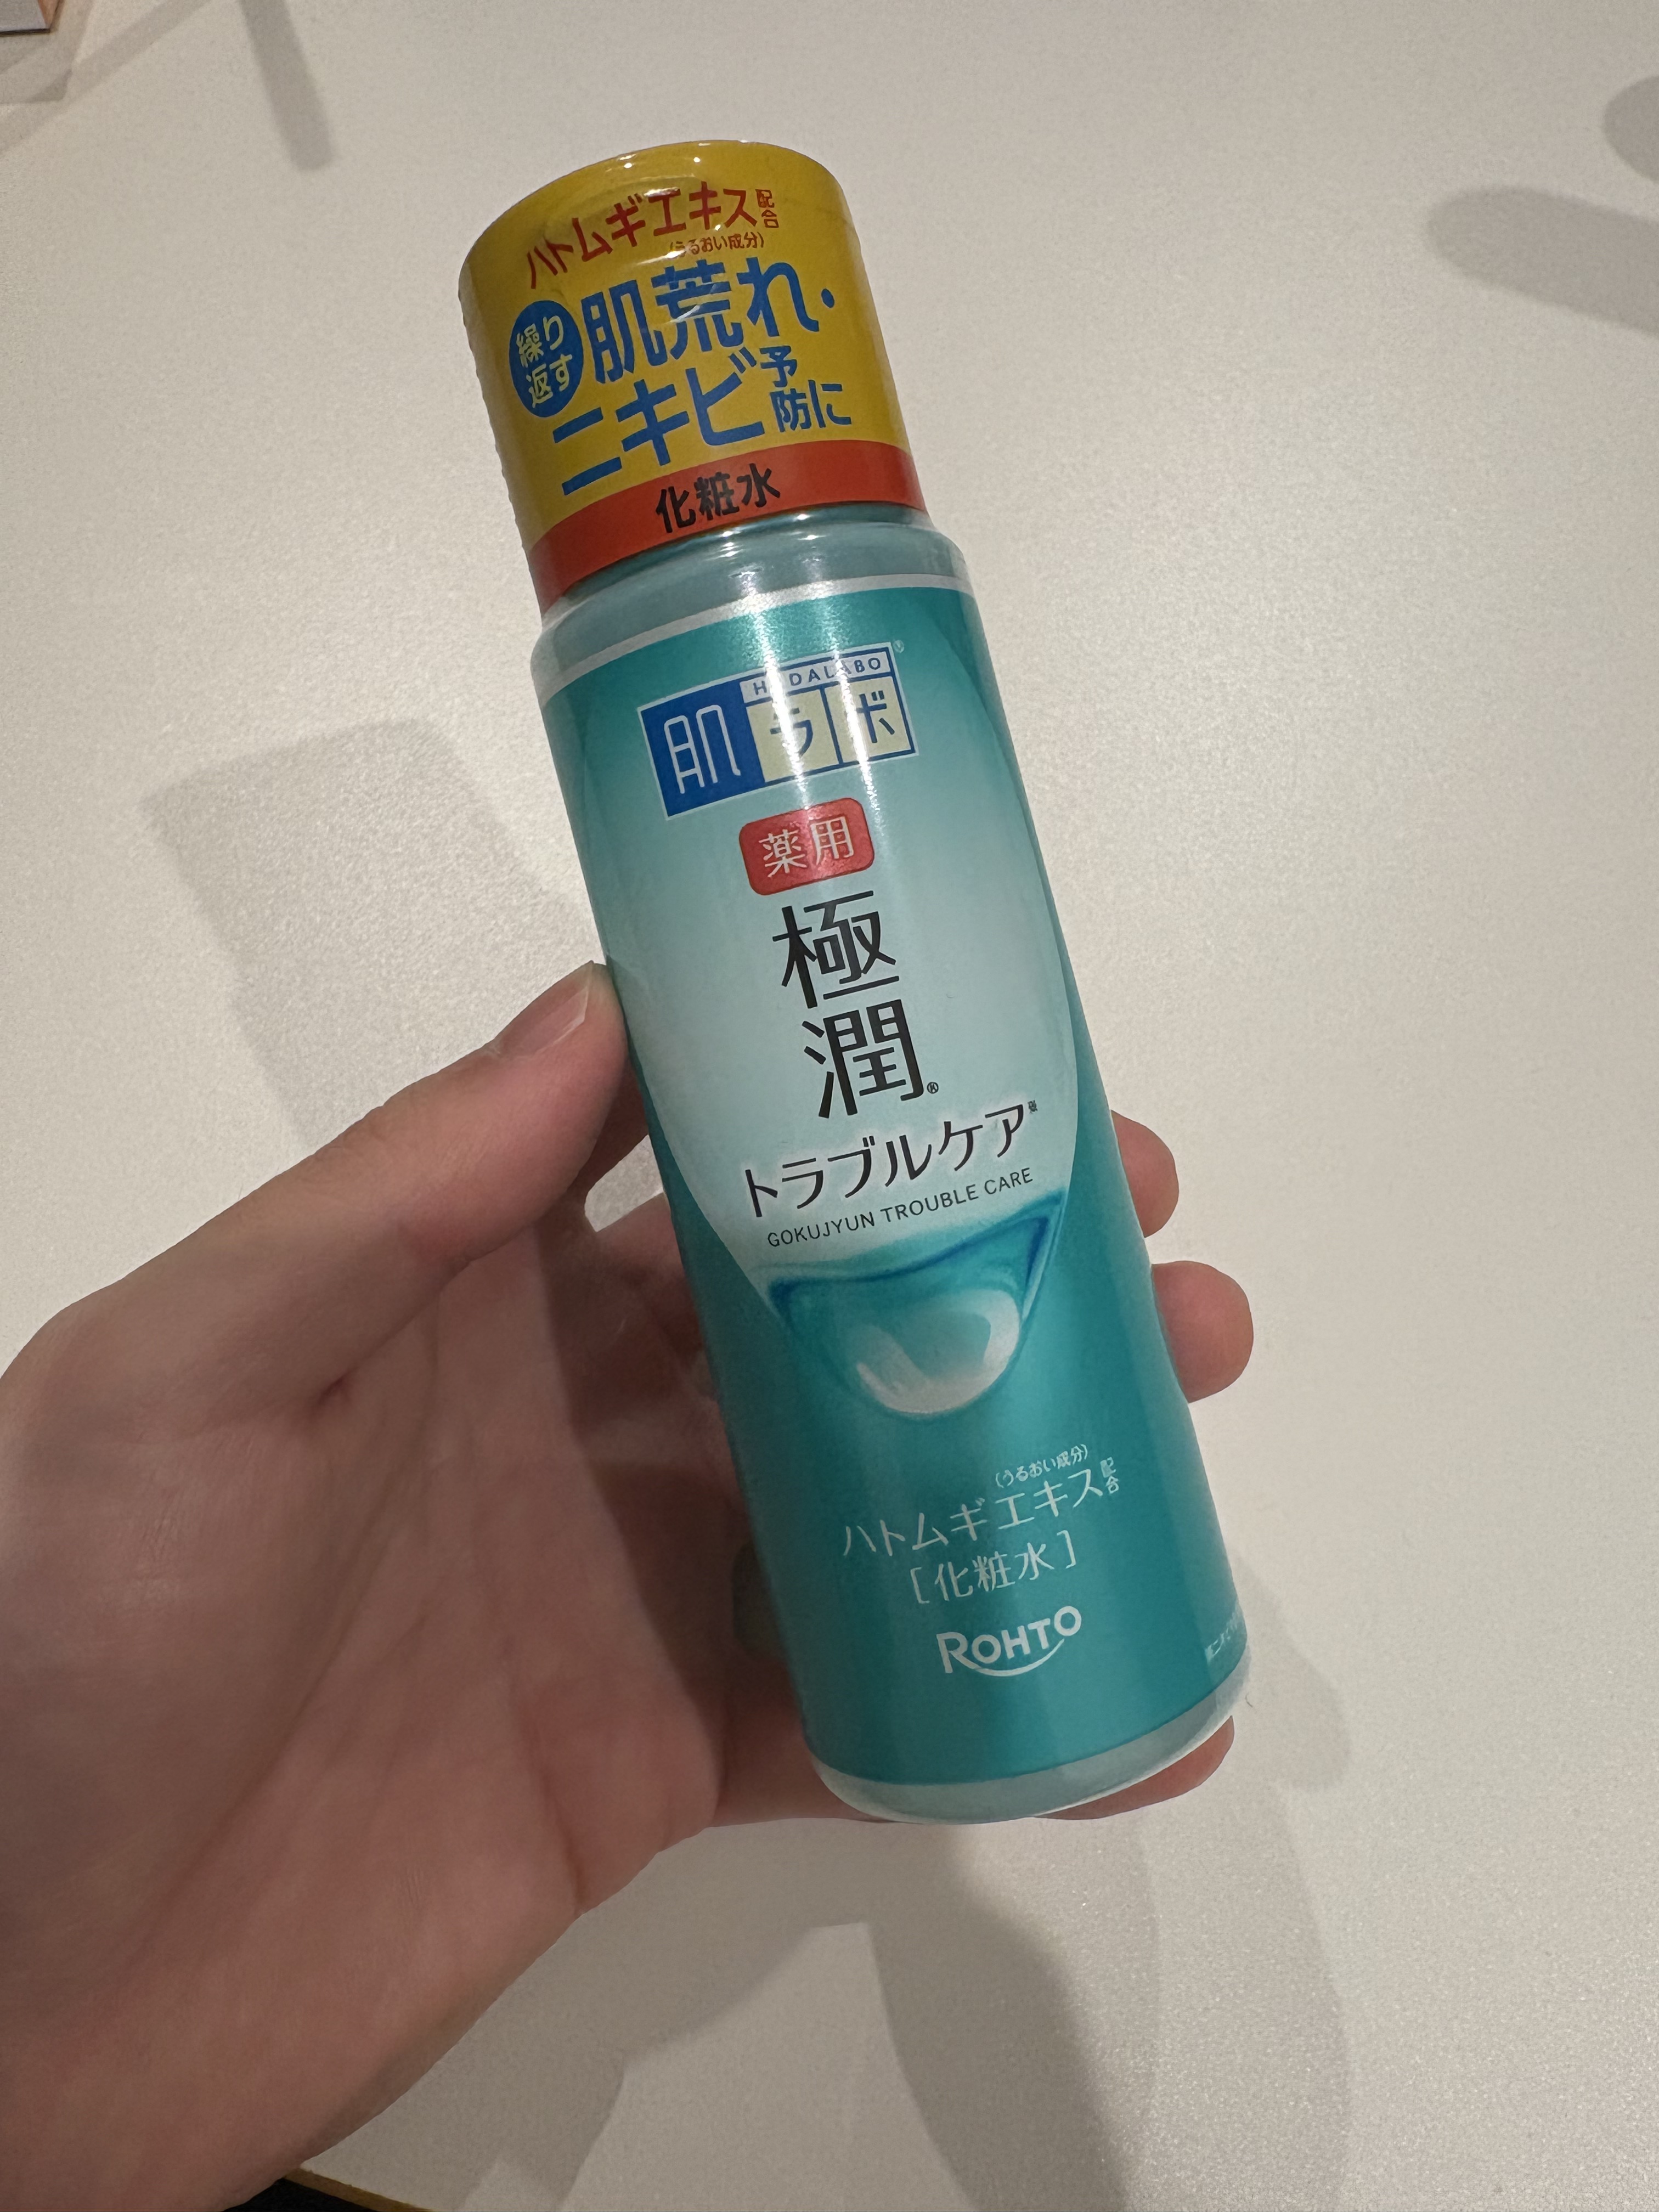 ハトムギエキス配合
(うるおい成分)
繰り返す
肌荒れ・
ニキビ予防に
化粧水
HADALABO
肌ラボ®
薬用
極潤®
トラブルケア
GOKUJYUN TROUBLE CARE
(うるおい成分)
ハトムギエキス配合
[化粧水]
ROHTO